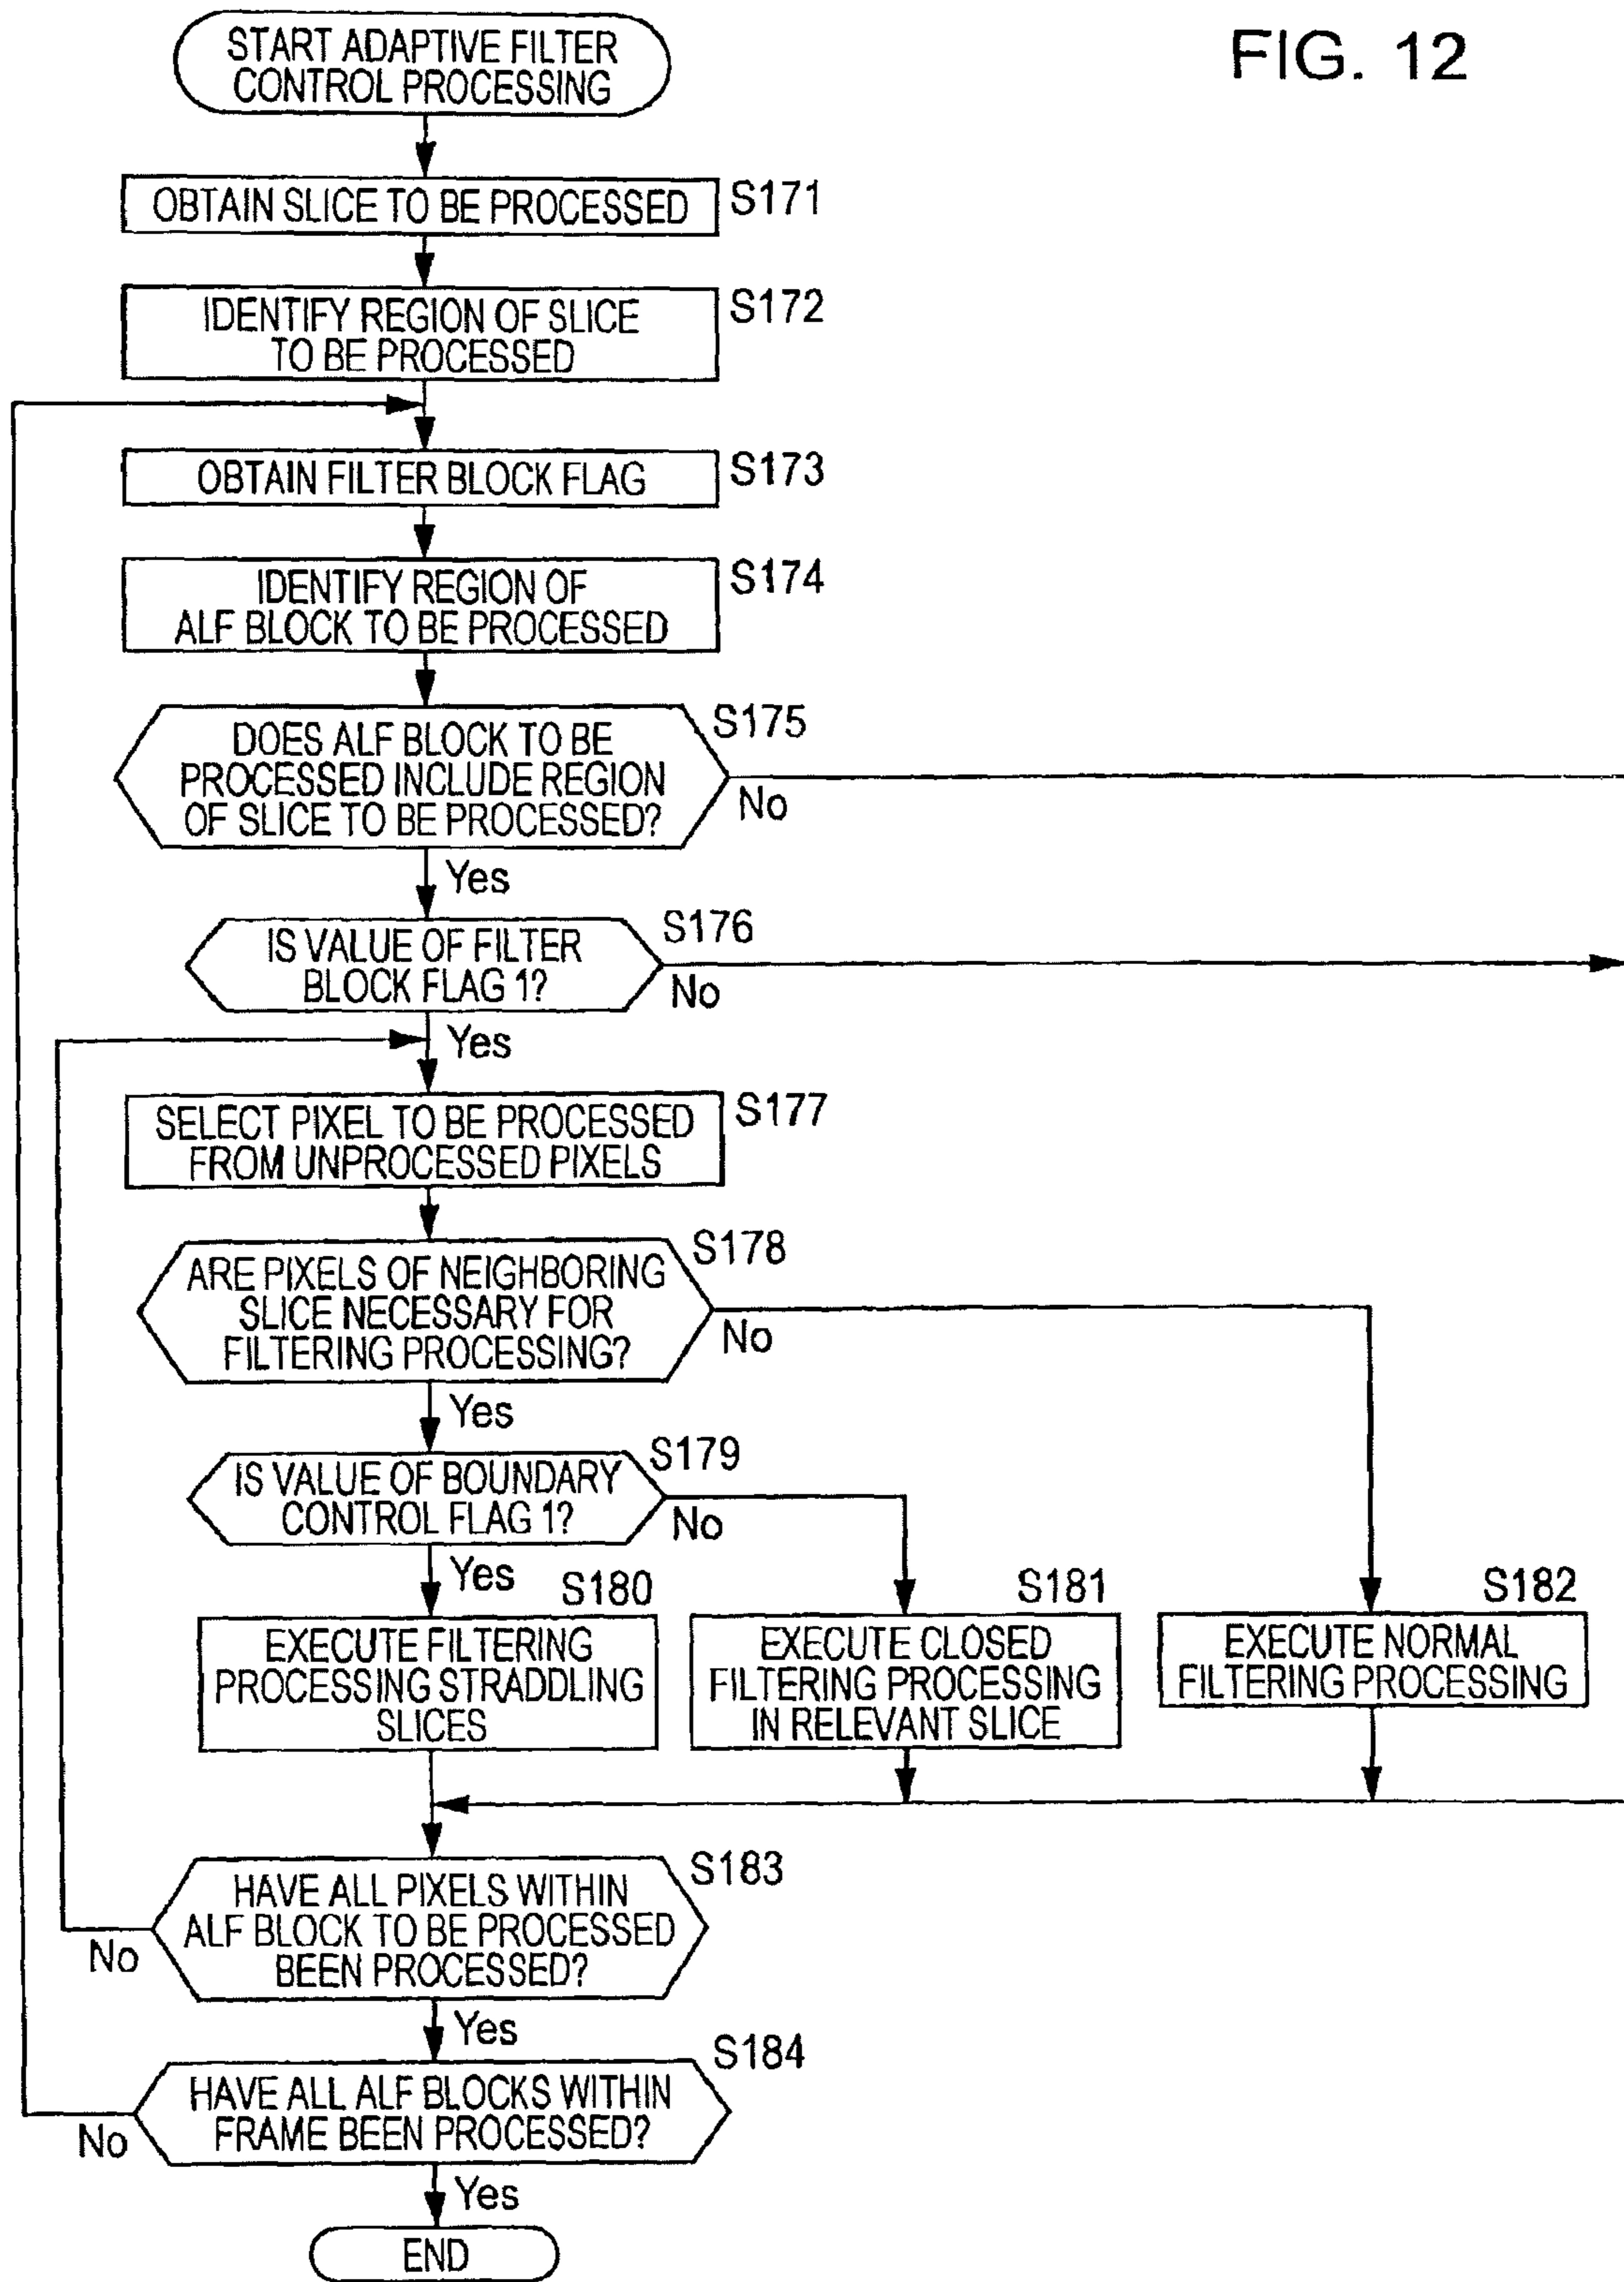 FIG. 12
START ADAPTIVE FILTER
CONTROL PROCESSING
OBTAIN SLICE TO BE PROCESSED
S171
IDENTIFY REGION OF SLICE
TO BE PROCESSED
S172
OBTAIN FILTER BLOCK FLAG
S173
IDENTIFY REGION OF
ALF BLOCK TO BE PROCESSED
S174
DOES ALF BLOCK TO BE
PROCESSED INCLUDE REGION
OF SLICE TO BE PROCESSED?
S175
No
Yes
IS VALUE OF FILTER
BLOCK FLAG 1?
S176
No
Yes
SELECT PIXEL TO BE PROCESSED
FROM UNPROCESSED PIXELS
S177
ARE PIXELS OF NEIGHBORING
SLICE NECESSARY FOR
FILTERING PROCESSING?
S178
No
Yes
IS VALUE OF BOUNDARY
CONTROL FLAG 1?
S179
No
Yes
S180
EXECUTE FILTERING
PROCESSING STRADDLING
SLICES
S181
EXECUTE CLOSED
FILTERING PROCESSING
IN RELEVANT SLICE
S182
EXECUTE NORMAL
FILTERING PROCESSING
HAVE ALL PIXELS WITHIN
ALF BLOCK TO BE PROCESSED
BEEN PROCESSED?
S183
No
Yes
HAVE ALL ALF BLOCKS WITHIN
FRAME BEEN PROCESSED?
S184
No
Yes
END